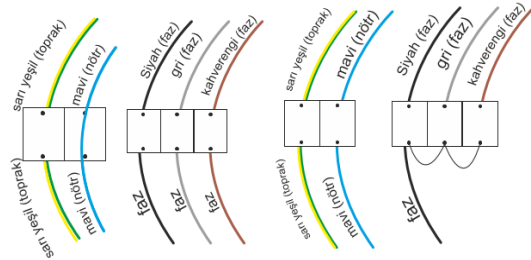 sarı yeşil (toprak)
mavi (nötr)
Siyah (faz)
gri (faz)
kahverengi (faz)
sarı yeşil (toprak)
mavi (nötr)
Siyah (faz)
gri (faz)
kahverengi (faz)
sarı yeşil (toprak)
mavi (nötr)
faz
faz
faz
sarı yeşil (toprak)
mavi (nötr)
faz